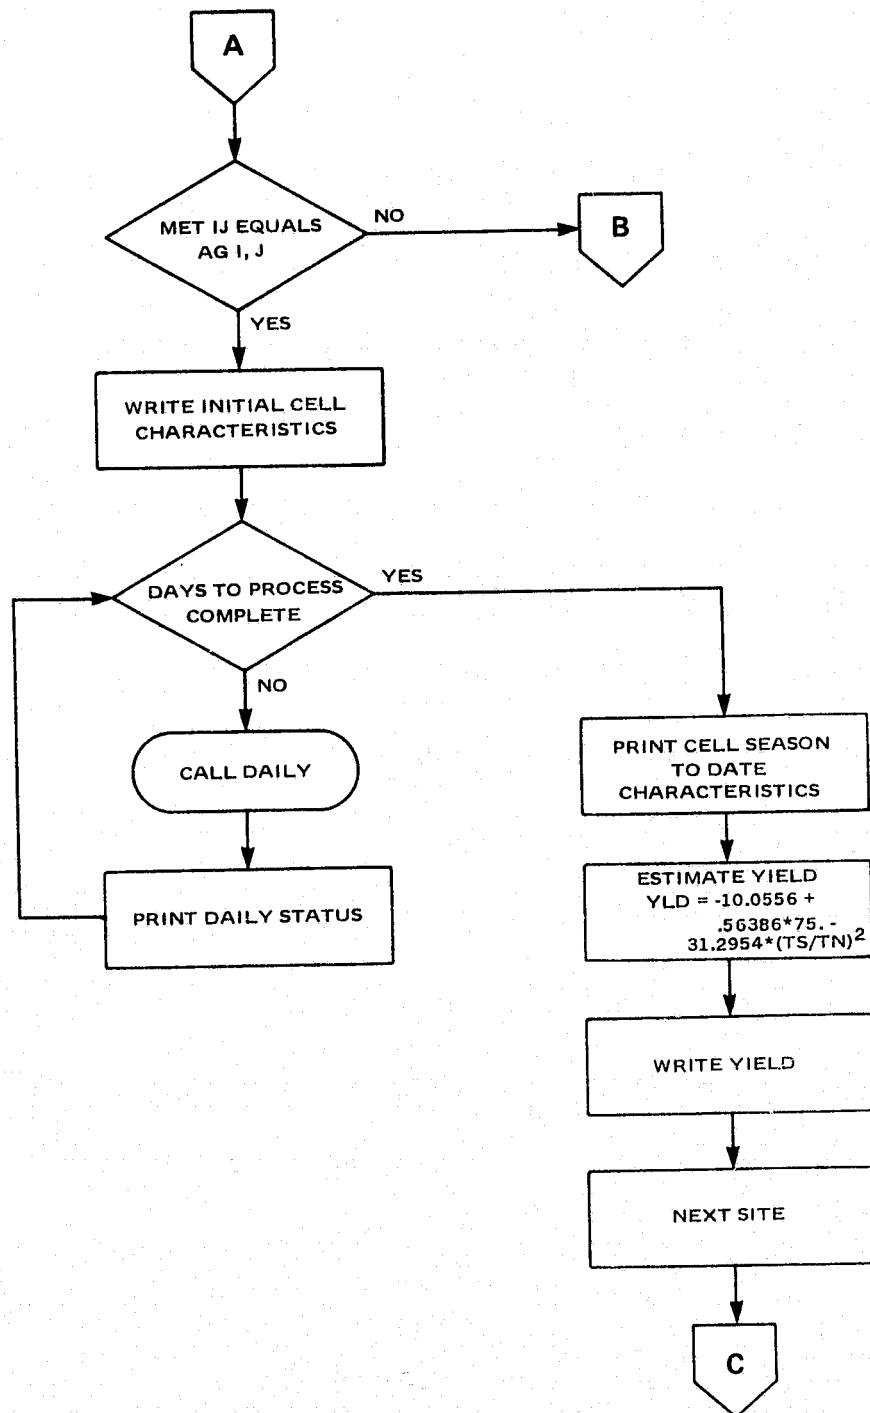 A
MET IJ EQUALS
AG I, J
NO
B
YES
WRITE INITIAL CELL
CHARACTERISTICS
DAYS TO PROCESS
COMPLETE
YES
NO
CALL DAILY
PRINT DAILY STATUS
PRINT CELL SEASON
TO DATE
CHARACTERISTICS
ESTIMATE YIELD
YLD = -10.0556 +
.56386*75. -
31.2954*(TS/TN)²
WRITE YIELD
NEXT SITE
C